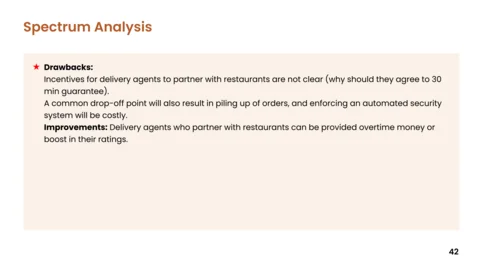 Spectrum Analysis
Drawbacks:
Incentives for delivery agents to partner with restaurants are not clear (why should they agree to 30
min guarantee).
A common drop-off point will also result in piling up of orders, and enforcing an automated security
system will be costly.
Improvements: Delivery agents who partner with restaurants can be provided overtime money or
boost in their ratings.
42